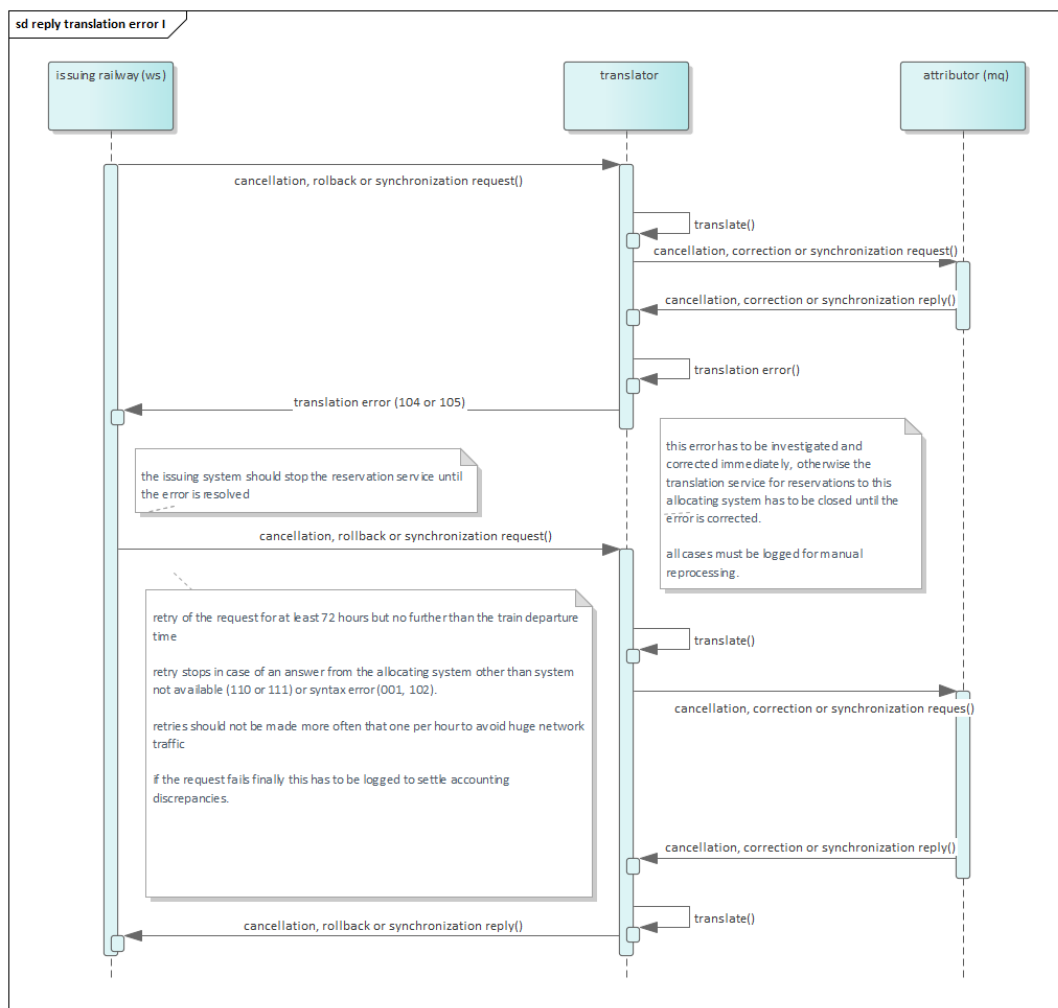 sd reply translation error I
issuing railway (ws)
translator
attributor (mq)
cancellation, rolback or synchronization request()
translate()
cancellation, correction or synchronization request()
cancellation, correction or synchronization reply()
translation error()
translation error (104 or 105)
this error has to be investigated and
corrected immediately, otherwise the
translation service for reservations to this
allocating system has to be closed until the
error is corrected.
all cases must be logged for manual
reprocessing.
the issuing system should stop the reservation service until
the error is resolved
cancellation, rollback or synchronization request()
retry of the request for at least 72 hours but no further than the train departure
time
retry stops in case of an answer from the allocating system other than system
not available (110 or 111) or syntax error (001, 102).
retries should not be made more often that one per hour to avoid huge network
traffic
if the request fails finally this has to be logged to settle accounting
discrepancies.
translate()
cancellation, correction or synchronization reques()
cancellation, correction or synchronization reply()
translate()
cancellation, rollback or synchronization reply()